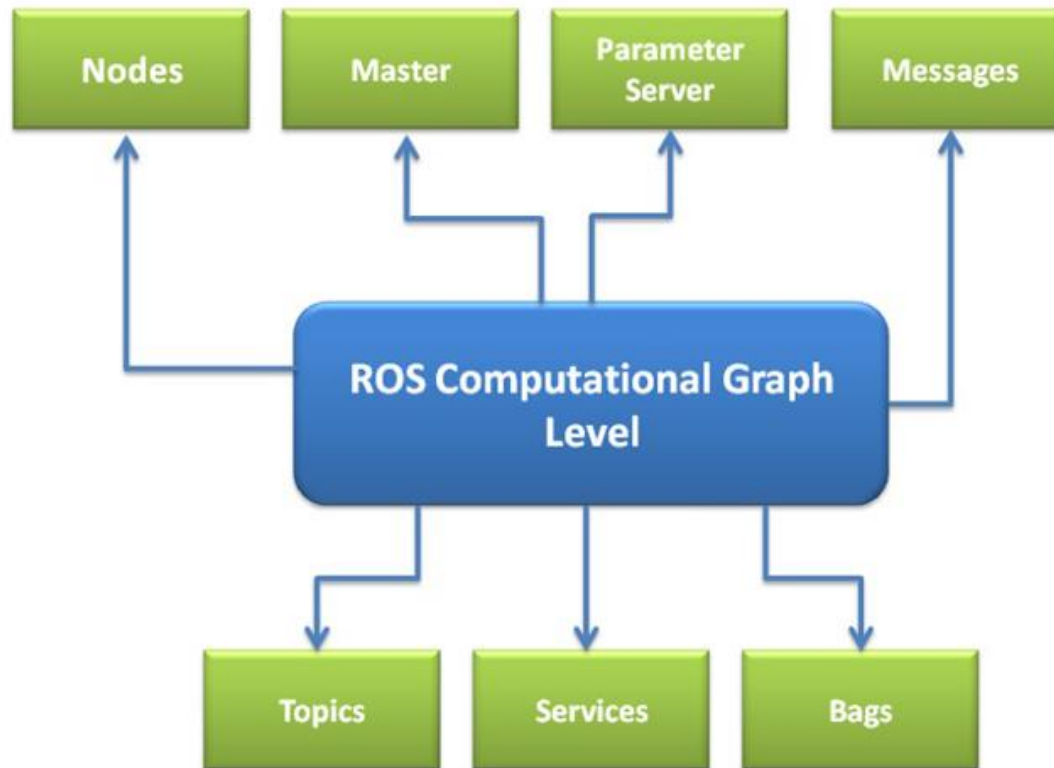 Nodes
Master
Parameter
Server
Messages
ROS Computational Graph
Level
Topics
Services
Bags